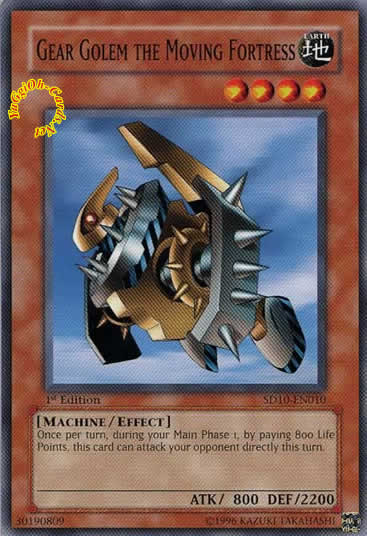 GEAR GOLEM THE MOVING FORTRESS
EARTH
地
YuGiOh-Cards.Net
1st Edition
SD10-EN010
[MACHINE / EFFECT]
Once per turn, during your Main Phase 1, by paying 800 Life
Points, this card can attack your opponent directly this turn.
ATK/ 800 DEF/2200
30190809
©1996 KAZUKI TAKAHASHI